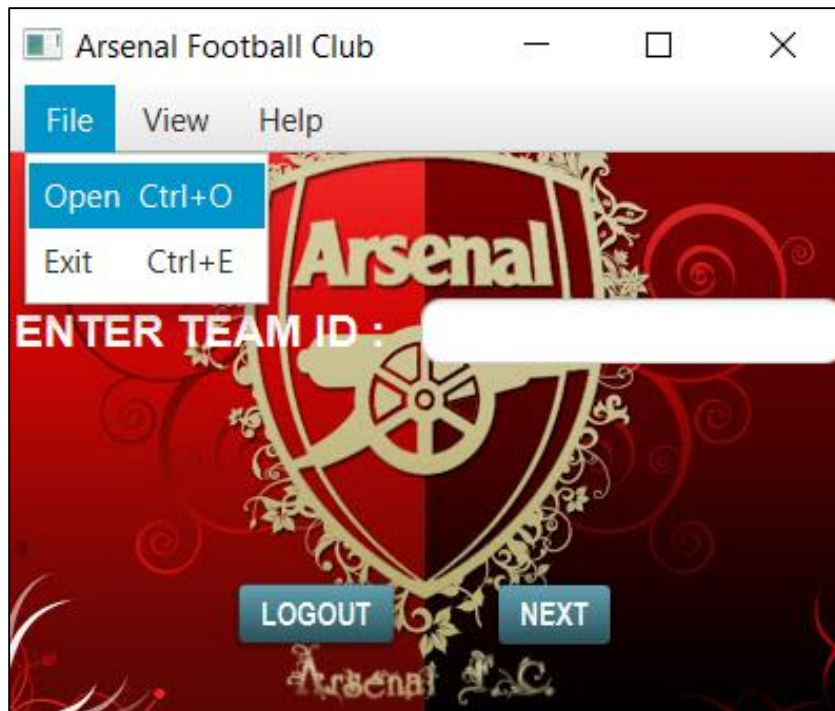 Arsenal Football Club
File View Help
Open Ctrl+O
Exit Ctrl+E
Arsenal
ENTER TEAM ID :
LOGOUT NEXT
Arsenal F.C.